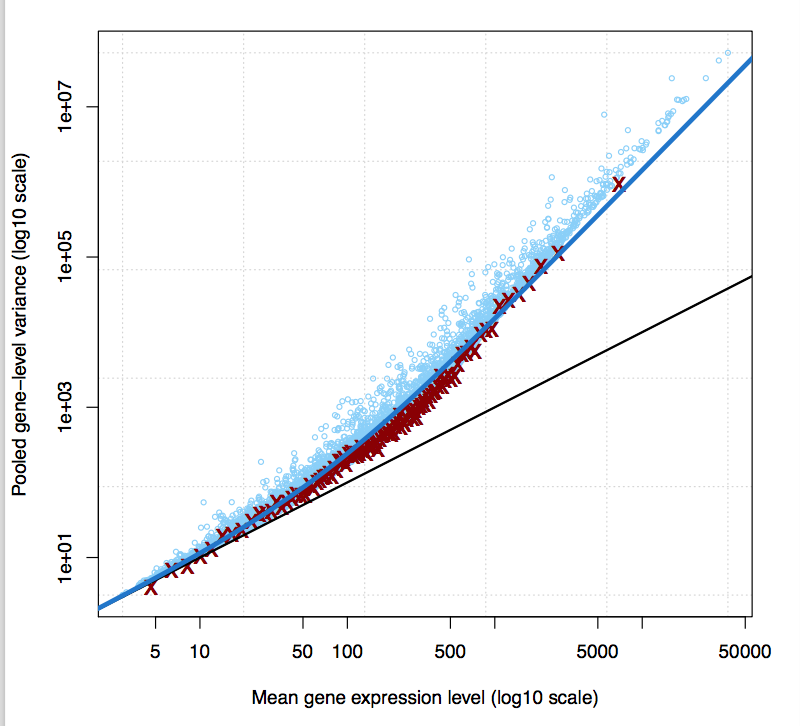 Pooled gene−level variance (log10 scale)
1e+07
1e+05
1e+03
1e+01
5 10 50 100 500 5000 50000
Mean gene expression level (log10 scale)